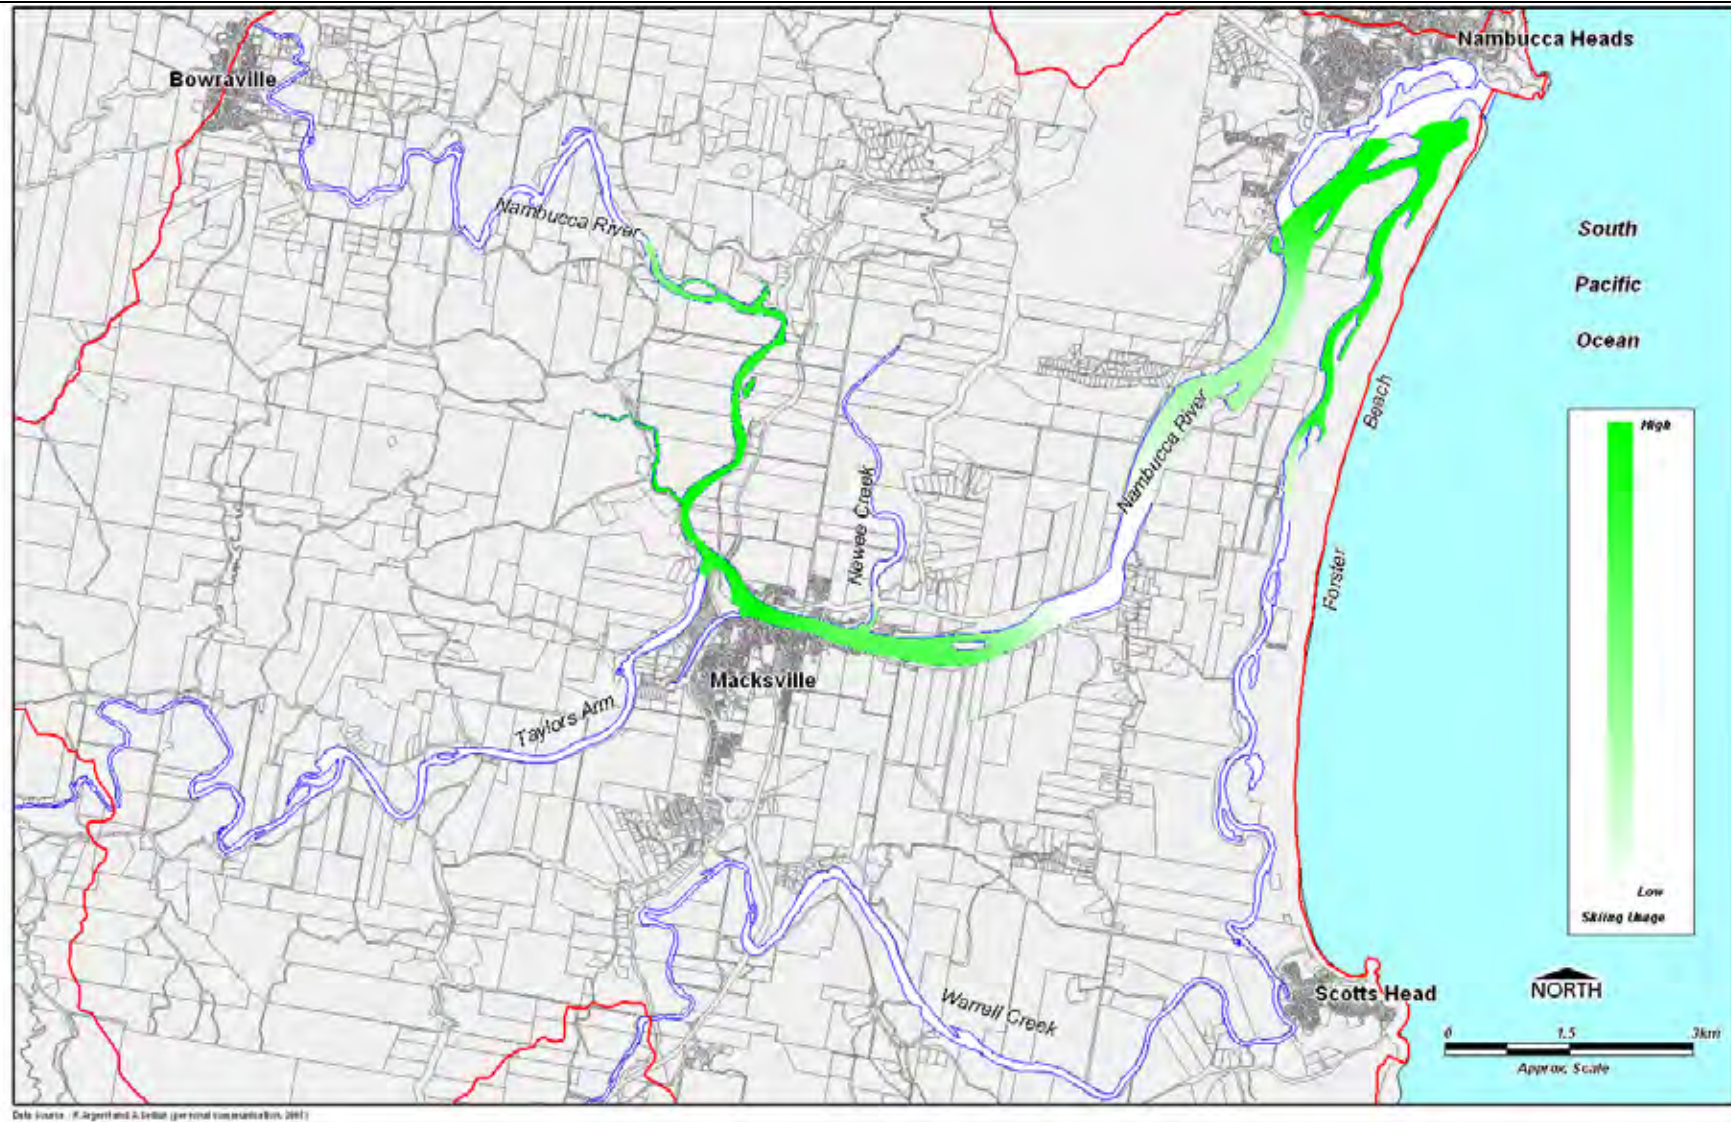 Nambucca Heads
Bowraville
Nambucca River
South
Pacific
Ocean
Beach
Nambucca River
High
Newee Creek
Forster
Macksville
Taylors Arm
Low
Skiing Usage
NORTH
Scotts Head
Warrell Creek
0 1.5 3km
Approx. Scale